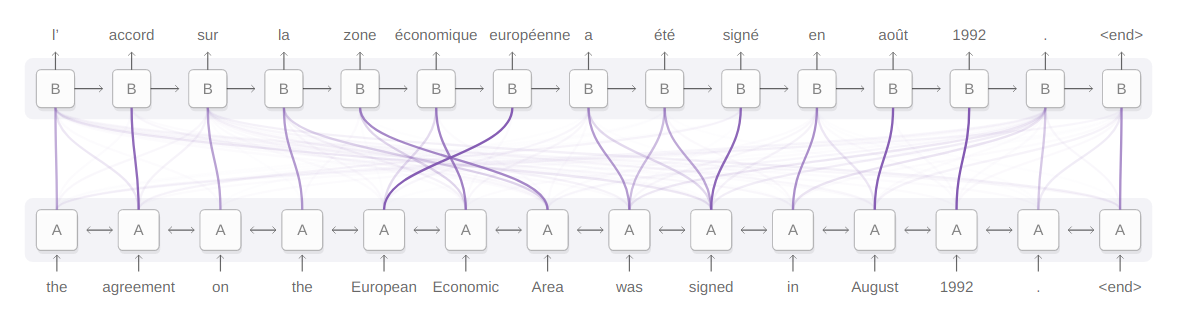 l’ accord sur la zone économique européenne a été signé en août 1992 . <end>
B B B B B B B B B B B B B B B
A A A A A A A A A A A A A A
the agreement on the European Economic Area was signed in August 1992 . <end>